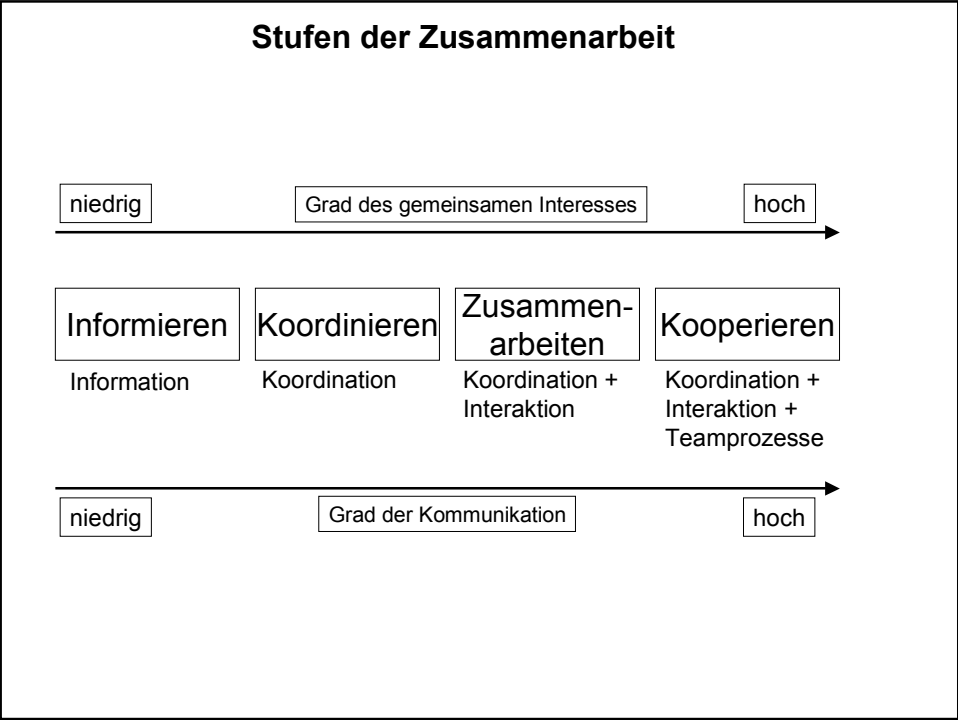 Stufen der Zusammenarbeit
niedrig
Grad des gemeinsamen Interesses
hoch
Informieren
Koordinieren
Zusammen-
arbeiten
Kooperieren
Information
Koordination
Koordination +
Interaktion
Koordination +
Interaktion +
Teamprozesse
niedrig
Grad der Kommunikation
hoch